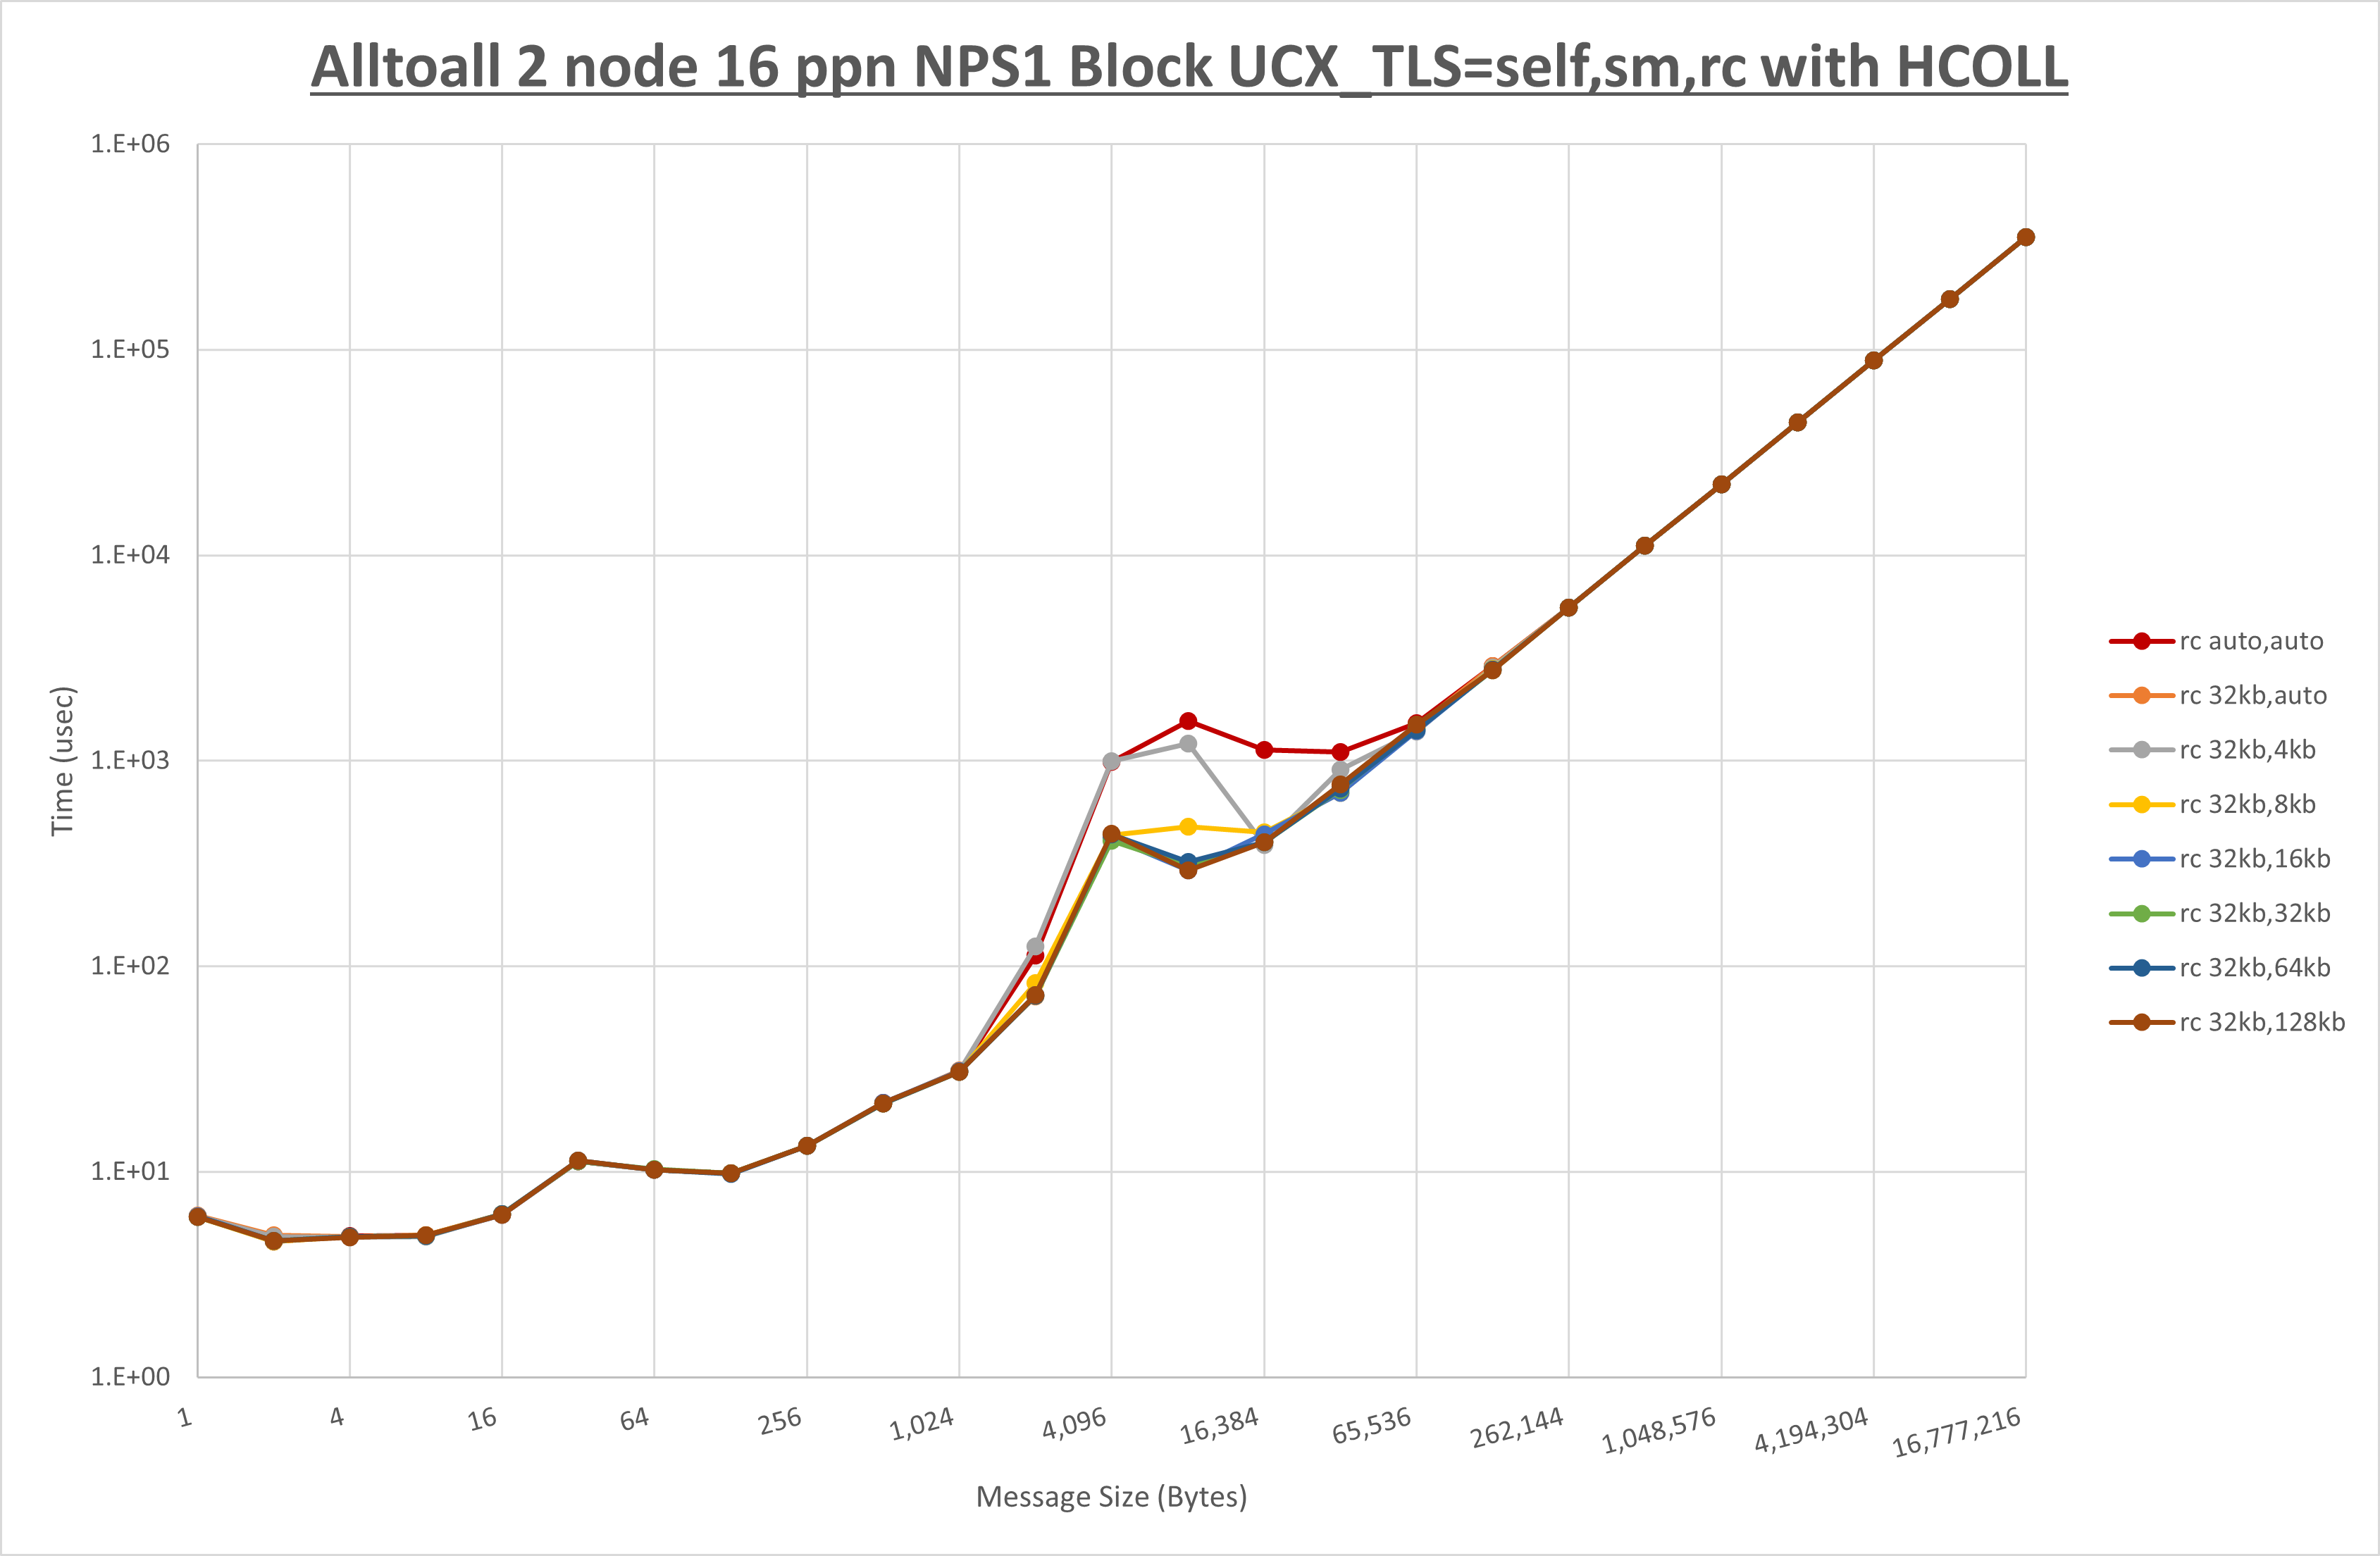 Alltoall 2 node 16 ppn NPS1 Block UCX_TLS=self,sm,rc with HCOLL
1.E+06
1.E+05
1.E+04
1.E+03
1.E+02
1.E+01
1.E+00
Time (usec)
1
4
16
64
256
1,024
4,096
16,384
65,536
262,144
1,048,576
4,194,304
16,777,216
Message Size (Bytes)
rc auto,auto
rc 32kb,auto
rc 32kb,4kb
rc 32kb,8kb
rc 32kb,16kb
rc 32kb,32kb
rc 32kb,64kb
rc 32kb,128kb